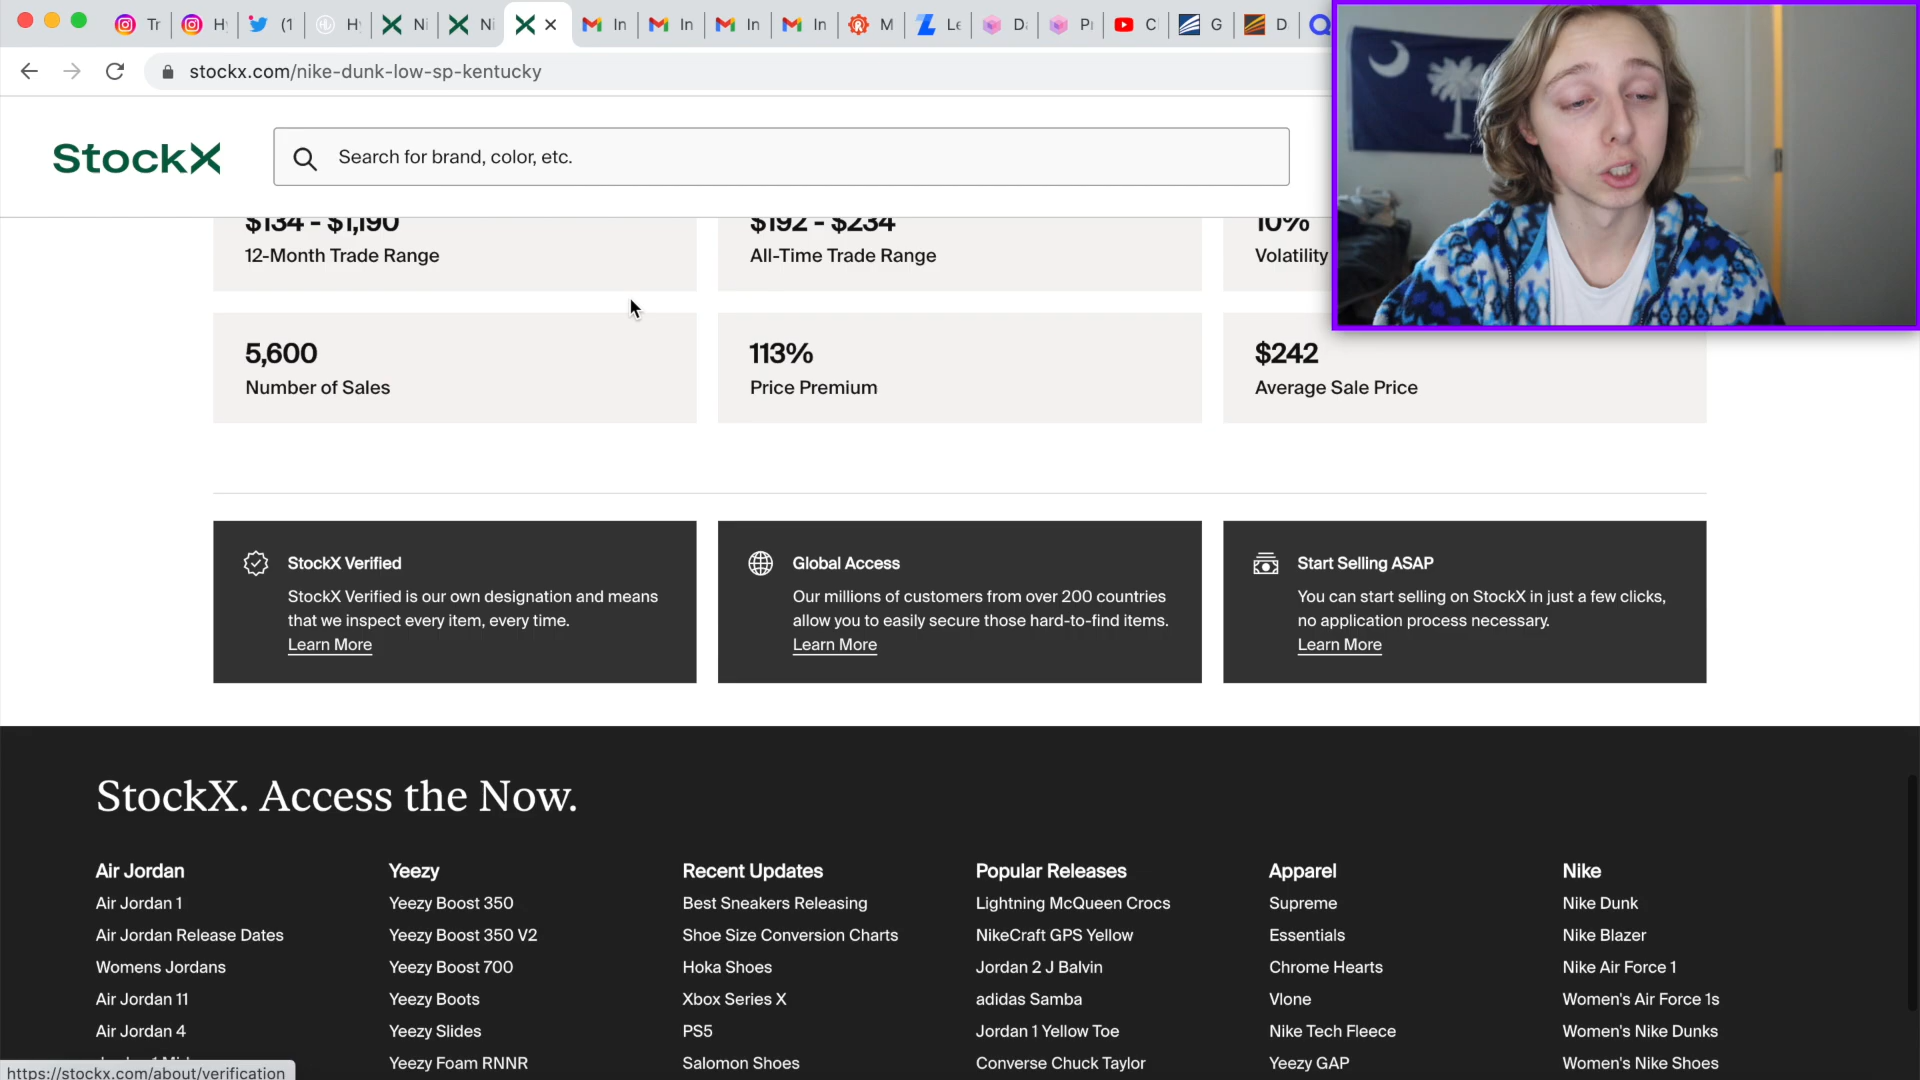 Tr
H
(1
H
Ni
Ni
In
In
In
In
M
Le
D
P
C
G
D
stockx.com/nike-dunk-low-sp-kentucky
StockX
Search for brand, color, etc.
$134 - $1,190
12-Month Trade Range
$192 - $234
All-Time Trade Range
10%
Volatility
5,600
Number of Sales
113%
Price Premium
$242
Average Sale Price
StockX Verified
StockX Verified is our own designation and means
that we inspect every item, every time.
Learn More
Global Access
Our millions of customers from over 200 countries
allow you to easily secure those hard-to-find items.
Learn More
Start Selling ASAP
You can start selling on StockX in just a few clicks,
no application process necessary.
Learn More
StockX. Access the Now.
Air Jordan
Air Jordan 1
Air Jordan Release Dates
Womens Jordans
Air Jordan 11
Air Jordan 4
Yeezy
Yeezy Boost 350
Yeezy Boost 350 V2
Yeezy Boost 700
Yeezy Boots
Yeezy Slides
Yeezy Foam RNNR
Recent Updates
Best Sneakers Releasing
Shoe Size Conversion Charts
Hoka Shoes
Xbox Series X
PS5
Salomon Shoes
Popular Releases
Lightning McQueen Crocs
NikeCraft GPS Yellow
Jordan 2 J Balvin
adidas Samba
Jordan 1 Yellow Toe
Converse Chuck Taylor
Apparel
Supreme
Essentials
Chrome Hearts
Vlone
Nike Tech Fleece
Yeezy GAP
Nike
Nike Dunk
Nike Blazer
Nike Air Force 1
Women's Air Force 1s
Women's Nike Dunks
Women's Nike Shoes
https://stockx.com/about/verification